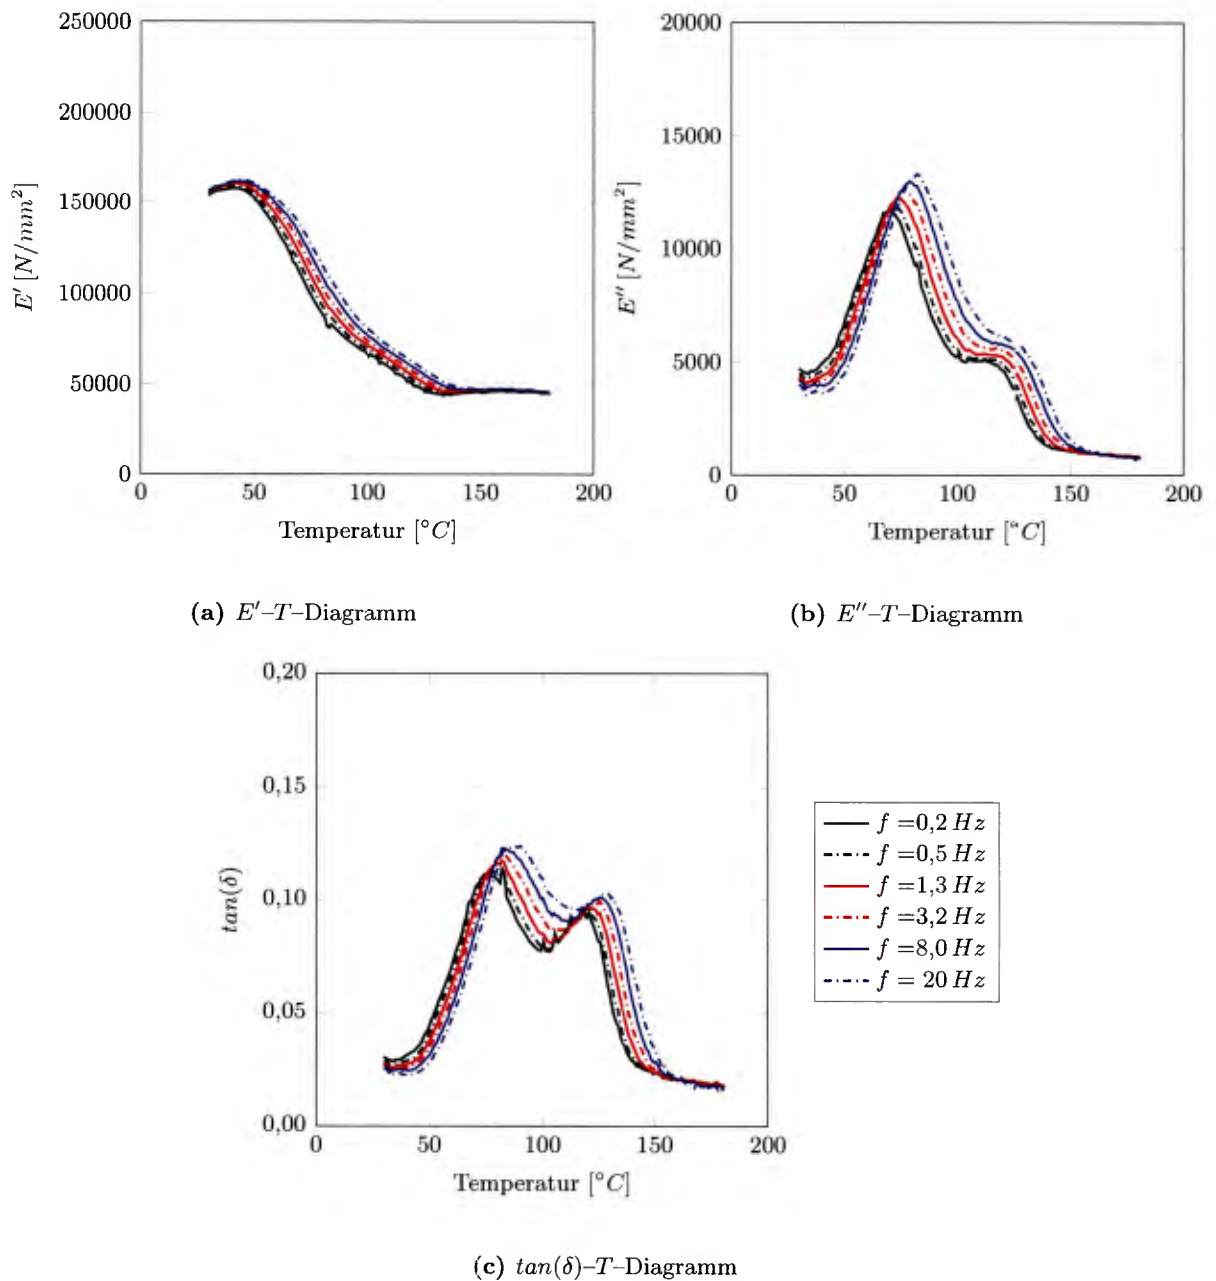 250000
200000
150000
100000
50000
0
E′ [N/mm²]
0 50 100 150 200
Temperatur [°C]
(a) E′–T–Diagramm
20000
15000
10000
5000
0
E″ [N/mm²]
0 50 100 150 200
Temperatur [°C]
(b) E″–T–Diagramm
0,20
0,15
0,10
0,05
0,00
tan(δ)
0 50 100 150 200
Temperatur [°C]
f =0,2 Hz
f =0,5 Hz
f =1,3 Hz
f =3,2 Hz
f =8,0 Hz
f = 20 Hz
(c) tan(δ)–T–Diagramm